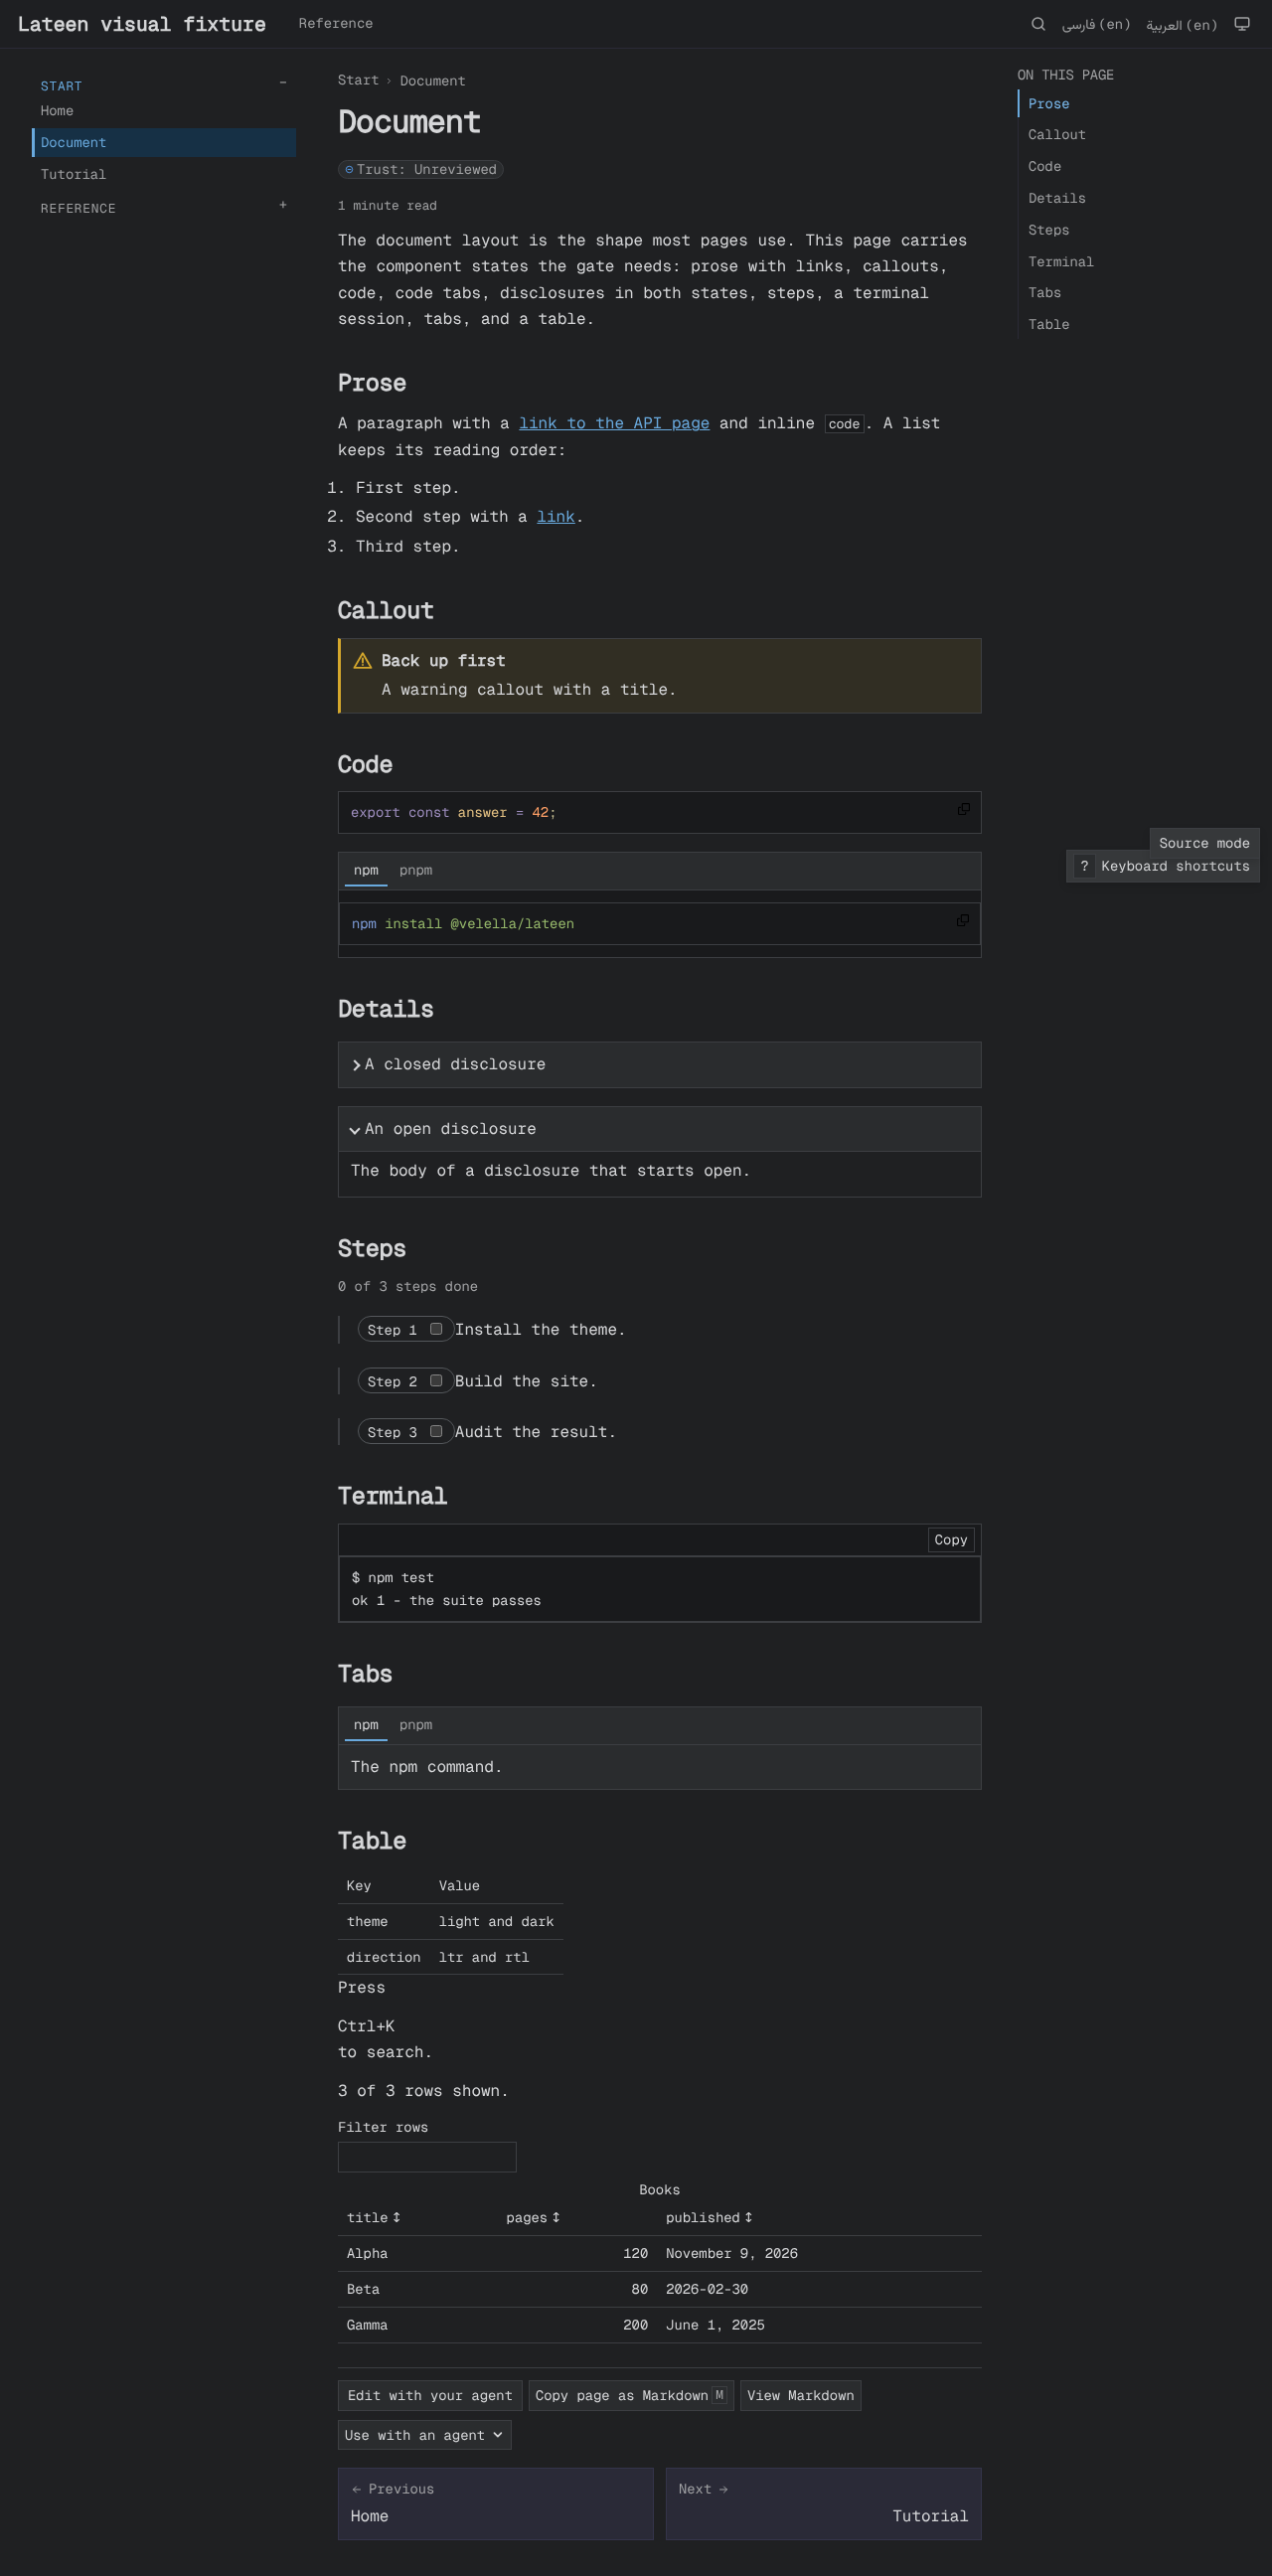 Lateen visual fixture
Reference
فارسی (en)
العربية (en)
START
−
Home
Document
Tutorial
REFERENCE
+
Start › Document
Document
Trust: Unreviewed
1 minute read
The document layout is the shape most pages use. This page carries
the component states the gate needs: prose with links, callouts,
code, code tabs, disclosures in both states, steps, a terminal
session, tabs, and a table.
Prose
A paragraph with a link to the API page and inline code. A list
keeps its reading order:
1. First step.
2. Second step with a link.
3. Third step.
Callout
Back up first
A warning callout with a title.
Code
export const answer = 42;
npm pnpm
npm install @velella/lateen
Details
A closed disclosure
An open disclosure
The body of a disclosure that starts open.
Steps
0 of 3 steps done
Step 1 Install the theme.
Step 2 Build the site.
Step 3 Audit the result.
Terminal
Copy
$ npm test
ok 1 - the suite passes
Tabs
npm pnpm
The npm command.
Table
Key Value
theme light and dark
direction ltr and rtl
Press
Ctrl+K
to search.
3 of 3 rows shown.
Filter rows
Books
title↕ pages↕ published↕
Alpha 120 November 9, 2026
Beta 80 2026-02-30
Gamma 200 June 1, 2025
Edit with your agent
Copy page as Markdown M
View Markdown
Use with an agent
← Previous
Home
Next →
Tutorial
ON THIS PAGE
Prose
Callout
Code
Details
Steps
Terminal
Tabs
Table
Source mode
? Keyboard shortcuts